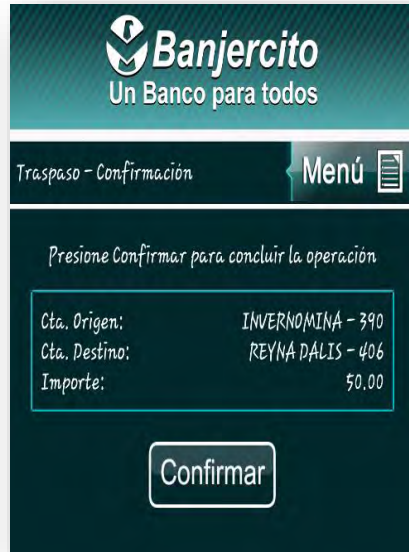 Banjercito
Un Banco para todos
Traspaso - Confirmación
Menú
Presione Confirmar para concluir la operación
Cta. Origen: INVERNOMINA - 390
Cta. Destino: REYNA DALIS - 406
Importe: 50.00
Confirmar